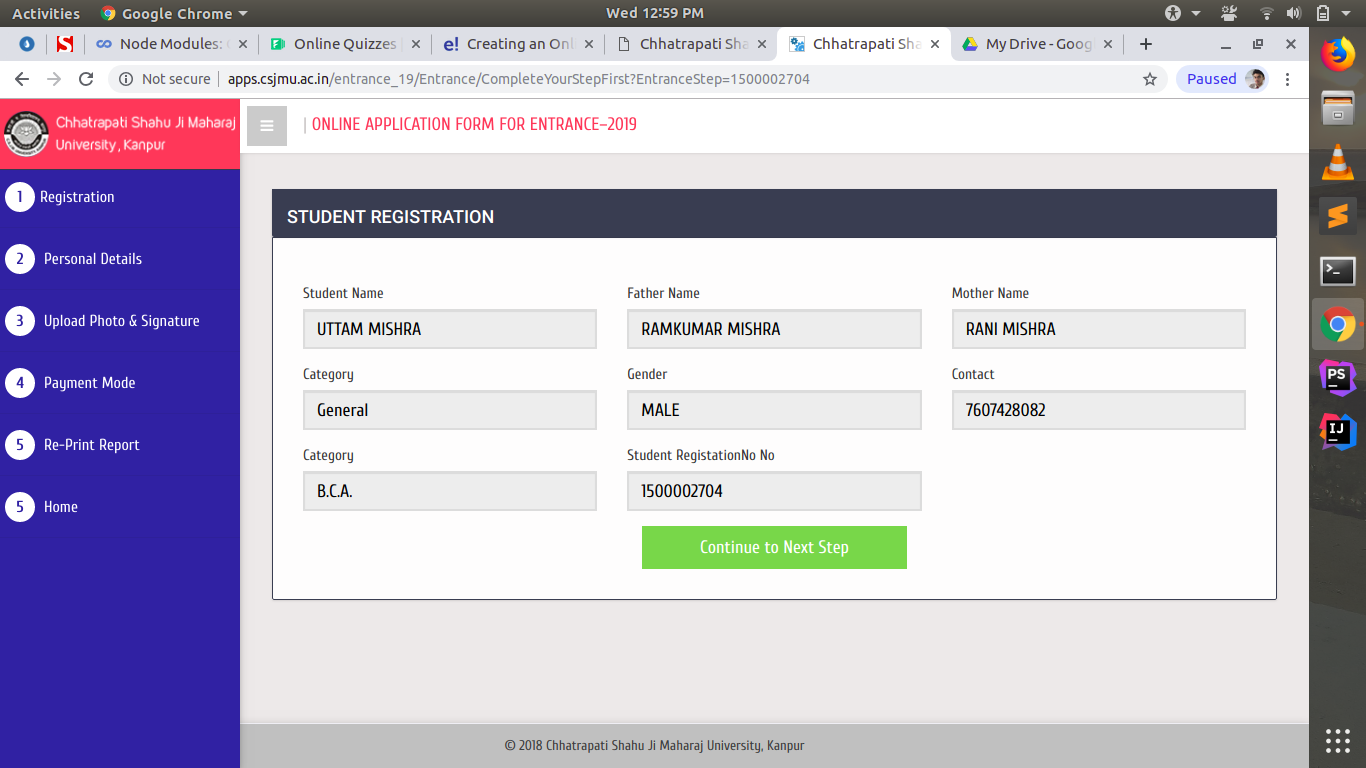 Activities Google Chrome Wed 12:59 PM
Node Modules: Online Quizzes Creating an Onl Chhatrapati Sha Chhatrapati Sha My Drive - Goog
Not secure apps.csjmu.ac.in/entrance_19/Entrance/CompleteYourStepFirst?EntranceStep=1500002704 Paused
Chhatrapati Shahu Ji Maharaj
University, Kanpur
| ONLINE APPLICATION FORM FOR ENTRANCE–2019
1 Registration
2 Personal Details
3 Upload Photo & Signature
4 Payment Mode
5 Re-Print Report
5 Home
STUDENT REGISTRATION
Student Name Father Name Mother Name
UTTAM MISHRA RAMKUMAR MISHRA RANI MISHRA
Category Gender Contact
General MALE 7607428082
Category Student RegistationNo No
B.C.A. 1500002704
Continue to Next Step
© 2018 Chhatrapati Shahu Ji Maharaj University, Kanpur
PS
IJ